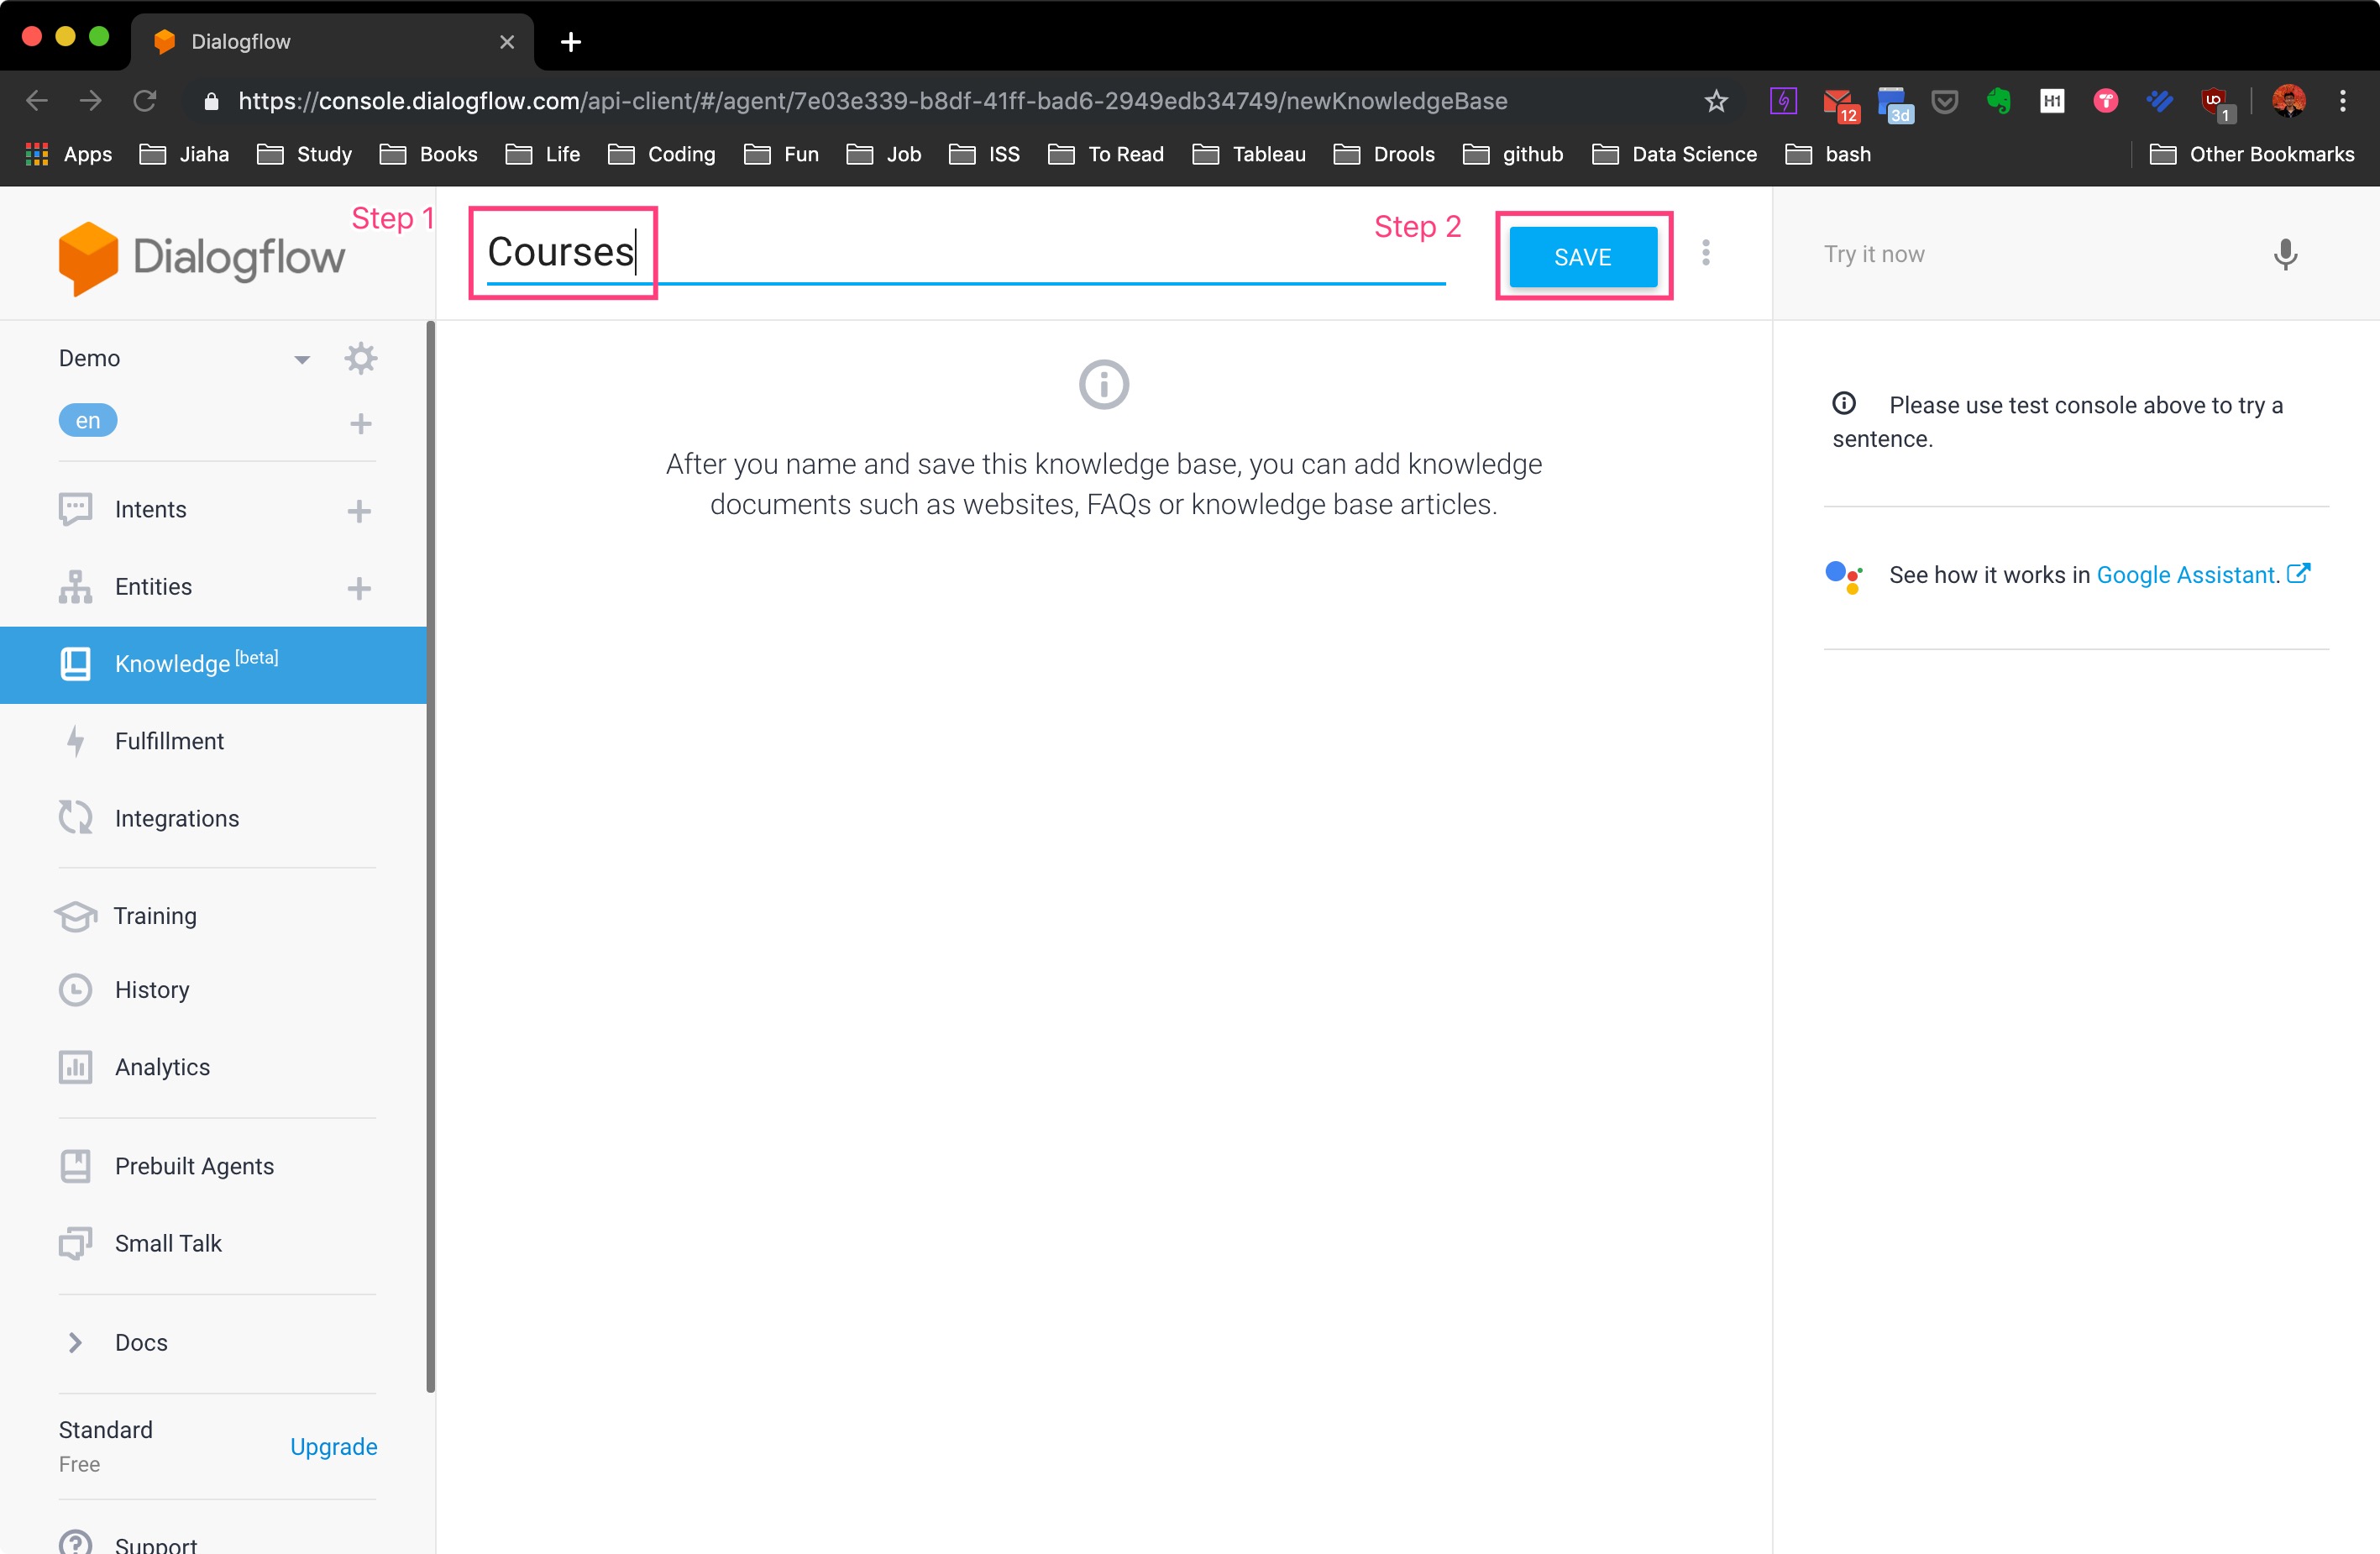 Dialogflow
https://console.dialogflow.com/api-client/#/agent/7e03e339-b8df-41ff-bad6-2949edb34749/newKnowledgeBase
12
3d
H1
1
Apps Jiaha Study Books Life Coding Fun Job ISS To Read Tableau Drools github Data Science bash Other Bookmarks
Dialogflow
Step 1
Courses
Step 2
SAVE
Try it now
Demo
en
Intents
Entities
Knowledge [beta]
Fulfillment
Integrations
Training
History
Analytics
Prebuilt Agents
Small Talk
Docs
Standard
Free
Upgrade
Support
After you name and save this knowledge base, you can add knowledge
documents such as websites, FAQs or knowledge base articles.
Please use test console above to try a
sentence.
See how it works in Google Assistant.